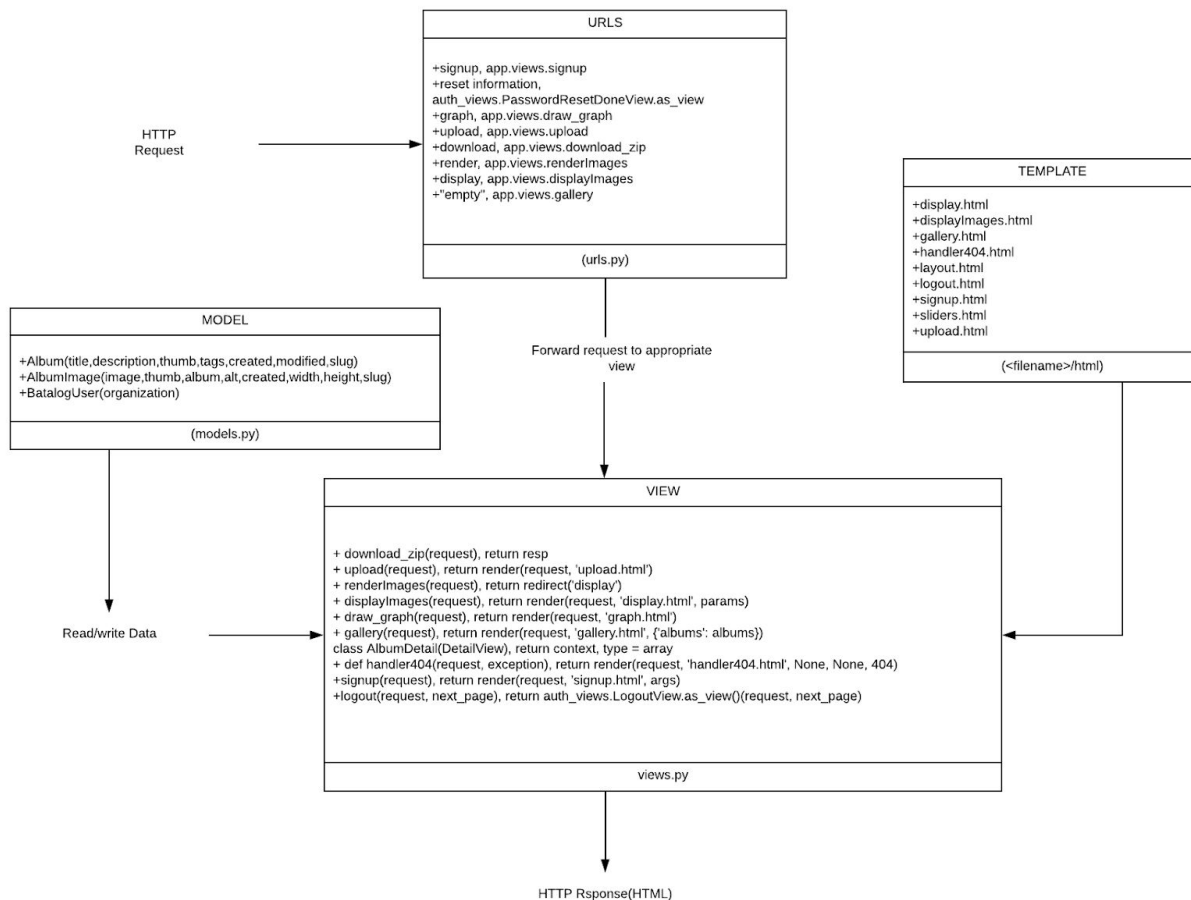 URLS
+signup, app.views.signup
+reset information,
auth_views.PasswordResetDoneView.as_view
+graph, app.views.draw_graph
+upload, app.views.upload
+download, app.views.download_zip
+render, app.views.renderImages
+display, app.views.displayImages
+"empty", app.views.gallery
(urls.py)
HTTP
Request
TEMPLATE
+display.html
+displayImages.html
+gallery.html
+handler404.html
+layout.html
+logout.html
+signup.html
+sliders.html
+upload.html
(<filename>/html)
MODEL
+Album(title,description,thumb,tags,created,modified,slug)
+AlbumImage(image,thumb,album,alt,created,width,height,slug)
+BatalogUser(organization)
(models.py)
Forward request to appropriate
view
VIEW
+ download_zip(request), return resp
+ upload(request), return render(request, 'upload.html')
+ renderImages(request), return redirect('display')
+ displayImages(request), return render(request, 'display.html', params)
+ draw_graph(request), return render(request, 'graph.html')
+ gallery(request), return render(request, 'gallery.html', {'albums': albums})
class AlbumDetail(DetailView), return context, type = array
+ def handler404(request, exception), return render(request, 'handler404.html', None, None, 404)
+signup(request), return render(request, 'signup.html', args)
+logout(request, next_page), return auth_views.LogoutView.as_view()(request, next_page)
views.py
Read/write Data
HTTP Rsponse(HTML)